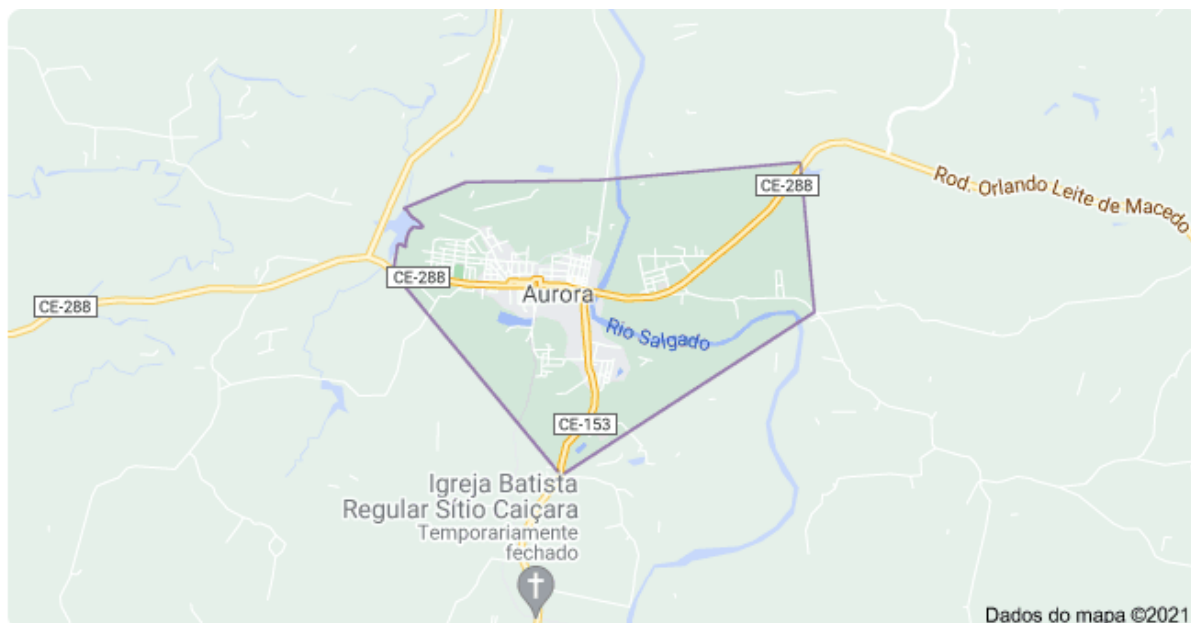 CE-288
Rod. Orlando Leite de Macedo
CE-288
CE-288
Aurora
Rio Salgado
CE-153
Igreja Batista
Regular Sítio Caiçara
Temporariamente
fechado
Dados do mapa ©2021